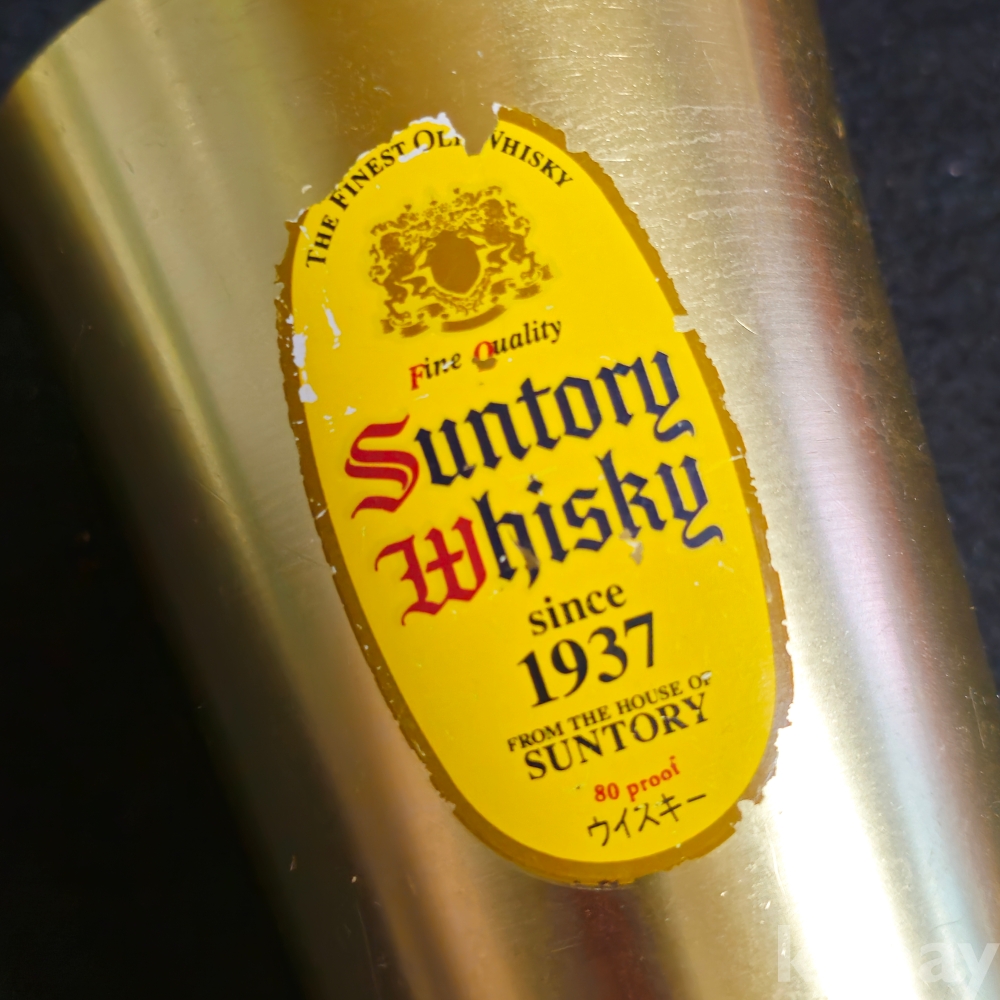 THE FINEST OLD WHISKY
Fine Quality
Suntory
Whisky
since
1937
FROM THE HOUSE OF
SUNTORY
80 proof
ウイスキー